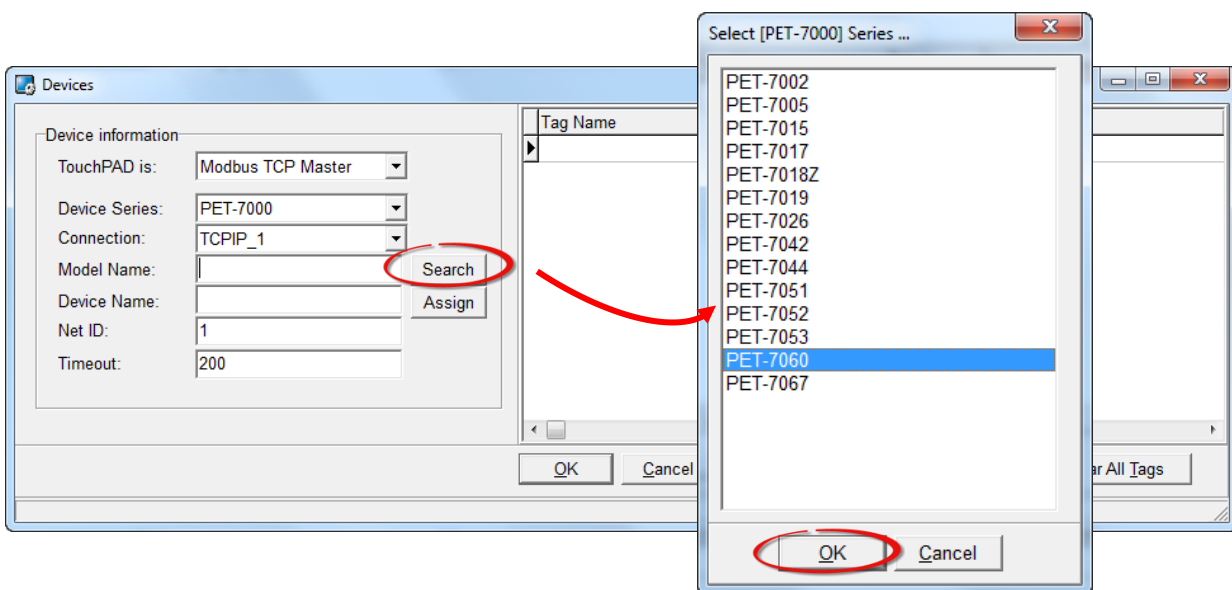 Devices
Device information
TouchPAD is: Modbus TCP Master
Device Series: PET-7000
Connection: TCPIP_1
Model Name: Search
Device Name: Assign
Net ID: 1
Timeout: 200
Tag Name
OK Cancel ar All Tags
Select [PET-7000] Series ...
PET-7002
PET-7005
PET-7015
PET-7017
PET-7018Z
PET-7019
PET-7026
PET-7042
PET-7044
PET-7051
PET-7052
PET-7053
PET-7060
PET-7067
OK Cancel